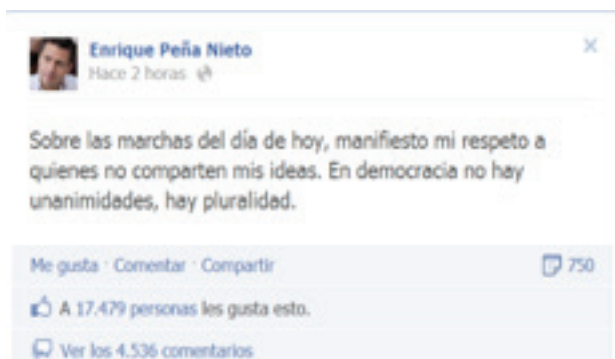 Enrique Peña Nieto
Hace 2 horas
Sobre las marchas del día de hoy, manifiesto mi respeto a
quienes no comparten mis ideas. En democracia no hay
unanimidades, hay pluralidad.
Me gusta · Comentar · Compartir 750
A 17.479 personas les gusta esto.
Ver los 4.536 comentarios